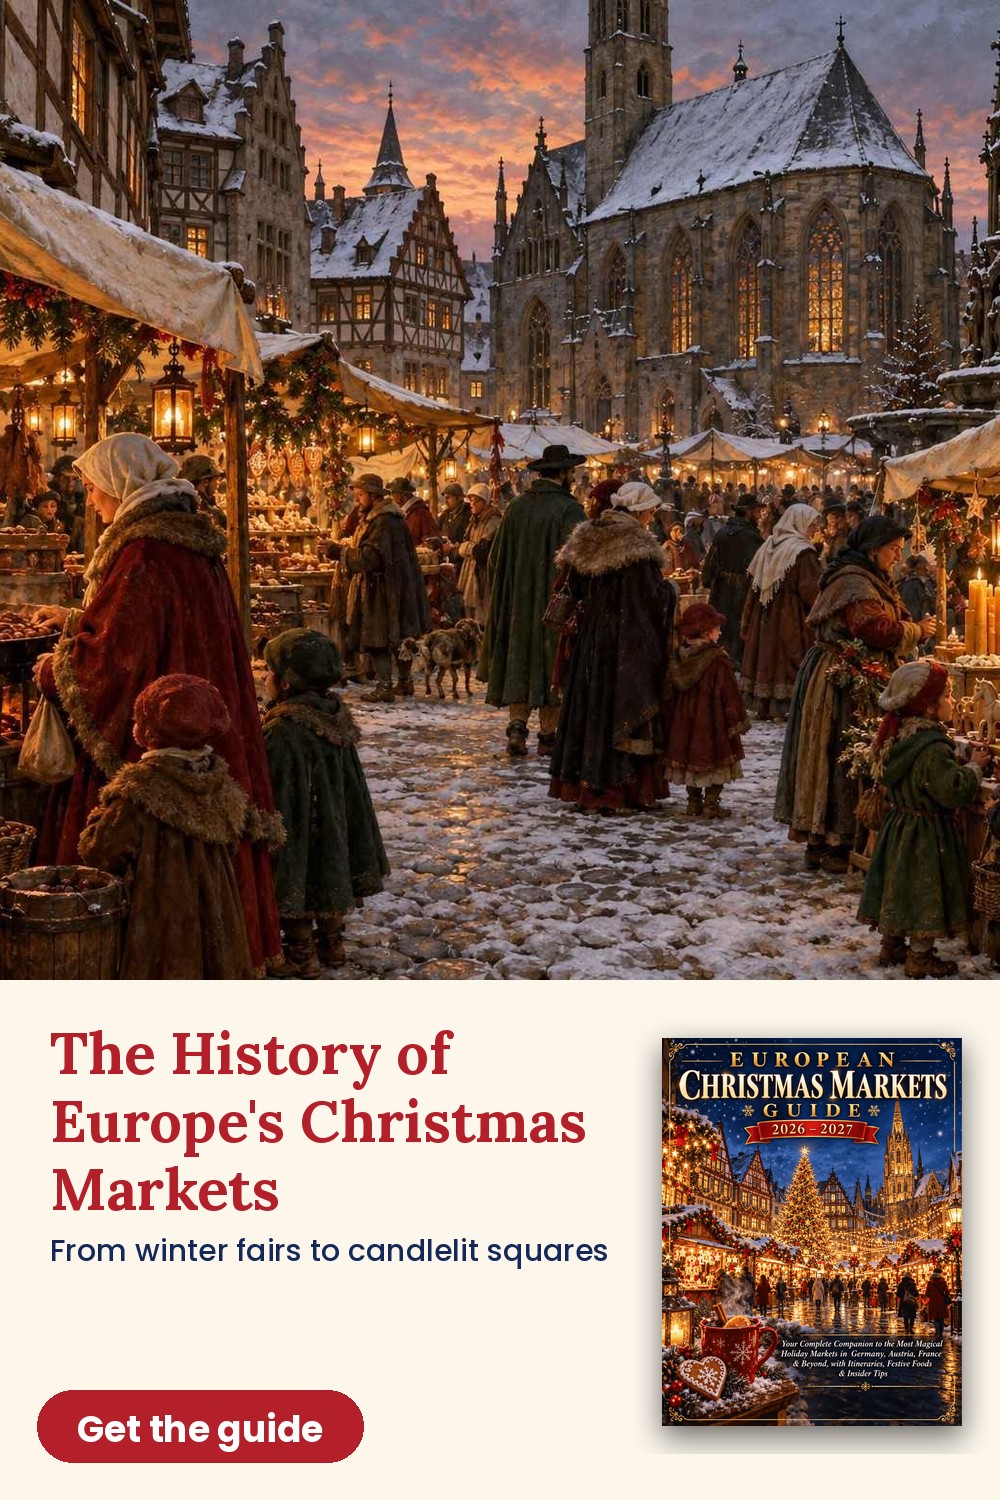 The History of
Europe's Christmas
Markets
From winter fairs to candlelit squares
Get the guide
EUROPEAN
CHRISTMAS MARKETS
GUIDE
2026 – 2027
Your Complete Companion to the Most Magical
Holiday Markets in Germany, Austria, France
& Beyond, with Itineraries, Festive Foods
& Insider Tips